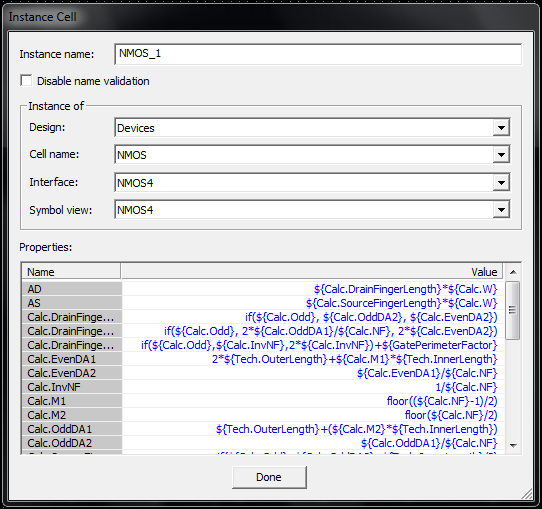 Instance Cell
Instance name: NMOS_1
Disable name validation
Instance of
Design: Devices
Cell name: NMOS
Interface: NMOS4
Symbol view: NMOS4
Properties:
Name Value
AD ${Calc.DrainFingerLength}*${Calc.W}
AS ${Calc.SourceFingerLength}*${Calc.W}
Calc.DrainFinge... if(${Calc.Odd}, ${Calc.OddDA2}, ${Calc.EvenDA2})
Calc.DrainFinge... if(${Calc.Odd}, 2*${Calc.OddDA1}/${Calc.NF}, 2*${Calc.EvenDA2})
Calc.DrainFinge... if(${Calc.Odd},${Calc.InvNF},2*${Calc.InvNF})+${GatePerimeterFactor}
Calc.EvenDA1 2*${Tech.OuterLength}+${Calc.M1}*${Tech.InnerLength}
Calc.EvenDA2 ${Calc.EvenDA1}/${Calc.NF}
Calc.InvNF 1/${Calc.NF}
Calc.M1 floor((${Calc.NF}-1)/2)
Calc.M2 floor(${Calc.NF}/2)
Calc.OddDA1 ${Tech.OuterLength}+(${Calc.M2}*${Tech.InnerLength})
Calc.OddDA2 ${Calc.OddDA1}/${Calc.NF}
Done